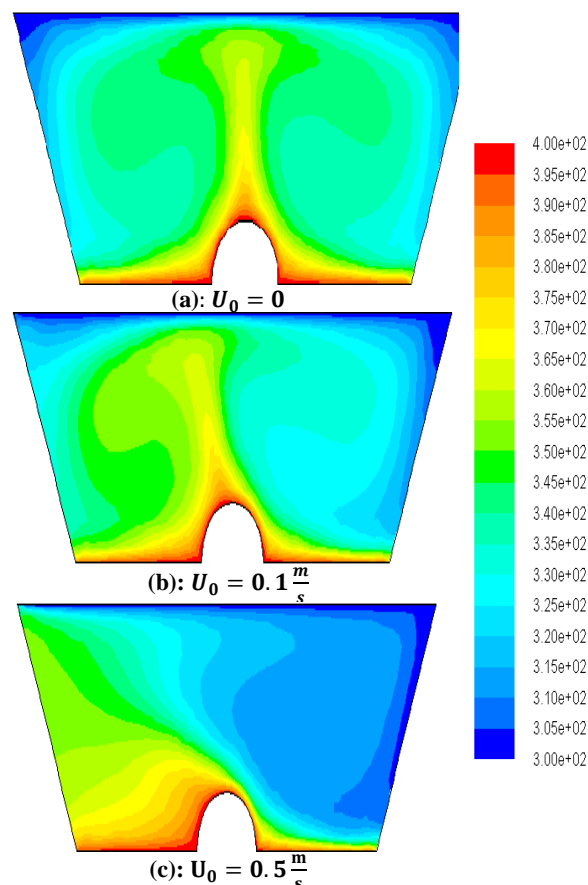 (a): U₀ = 0
(b): U₀ = 0.1 m/s
(c): U₀ = 0.5 m/s
4.00e+02
3.95e+02
3.90e+02
3.85e+02
3.80e+02
3.75e+02
3.70e+02
3.65e+02
3.60e+02
3.55e+02
3.50e+02
3.45e+02
3.40e+02
3.35e+02
3.30e+02
3.25e+02
3.20e+02
3.15e+02
3.10e+02
3.05e+02
3.00e+02